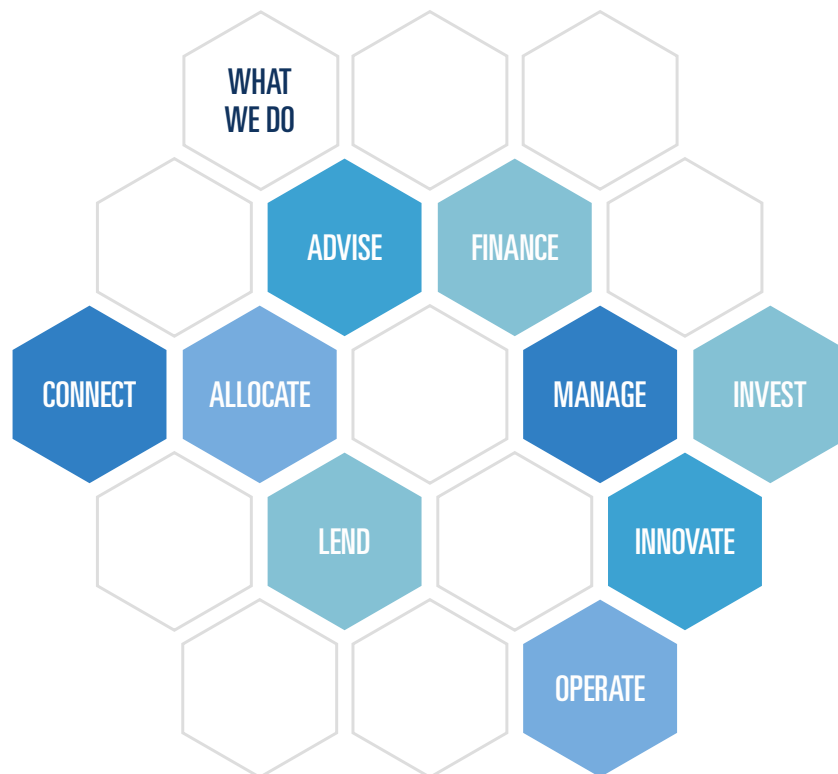 WHAT
WE DO
ADVISE
FINANCE
CONNECT
ALLOCATE
MANAGE
INVEST
LEND
INNOVATE
OPERATE